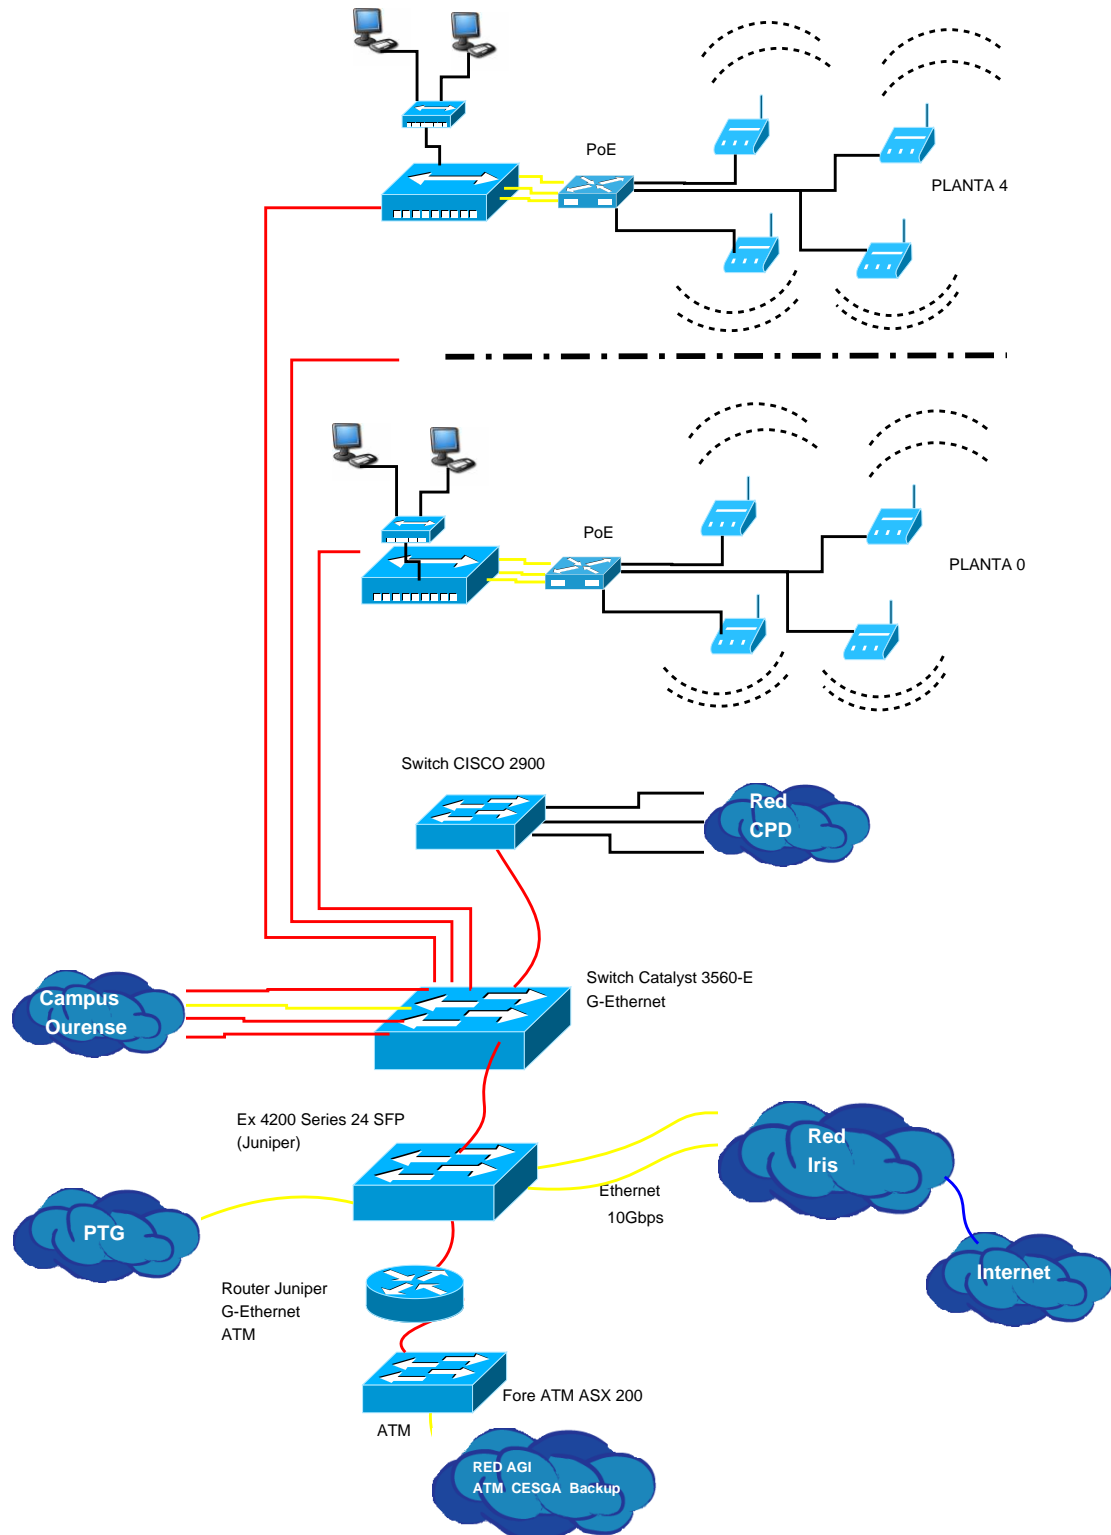 PoE
PLANTA 4
PoE
PLANTA 0
Switch CISCO 2900
Red
CPD
Switch Catalyst 3560-E
G-Ethernet
Campus
Ourense
Ex 4200 Series 24 SFP
(Juniper)
Red
Iris
Ethernet
10Gbps
PTG
Internet
Router Juniper
G-Ethernet
ATM
Fore ATM ASX 200
ATM
RED AGI
ATM CESGA Backup